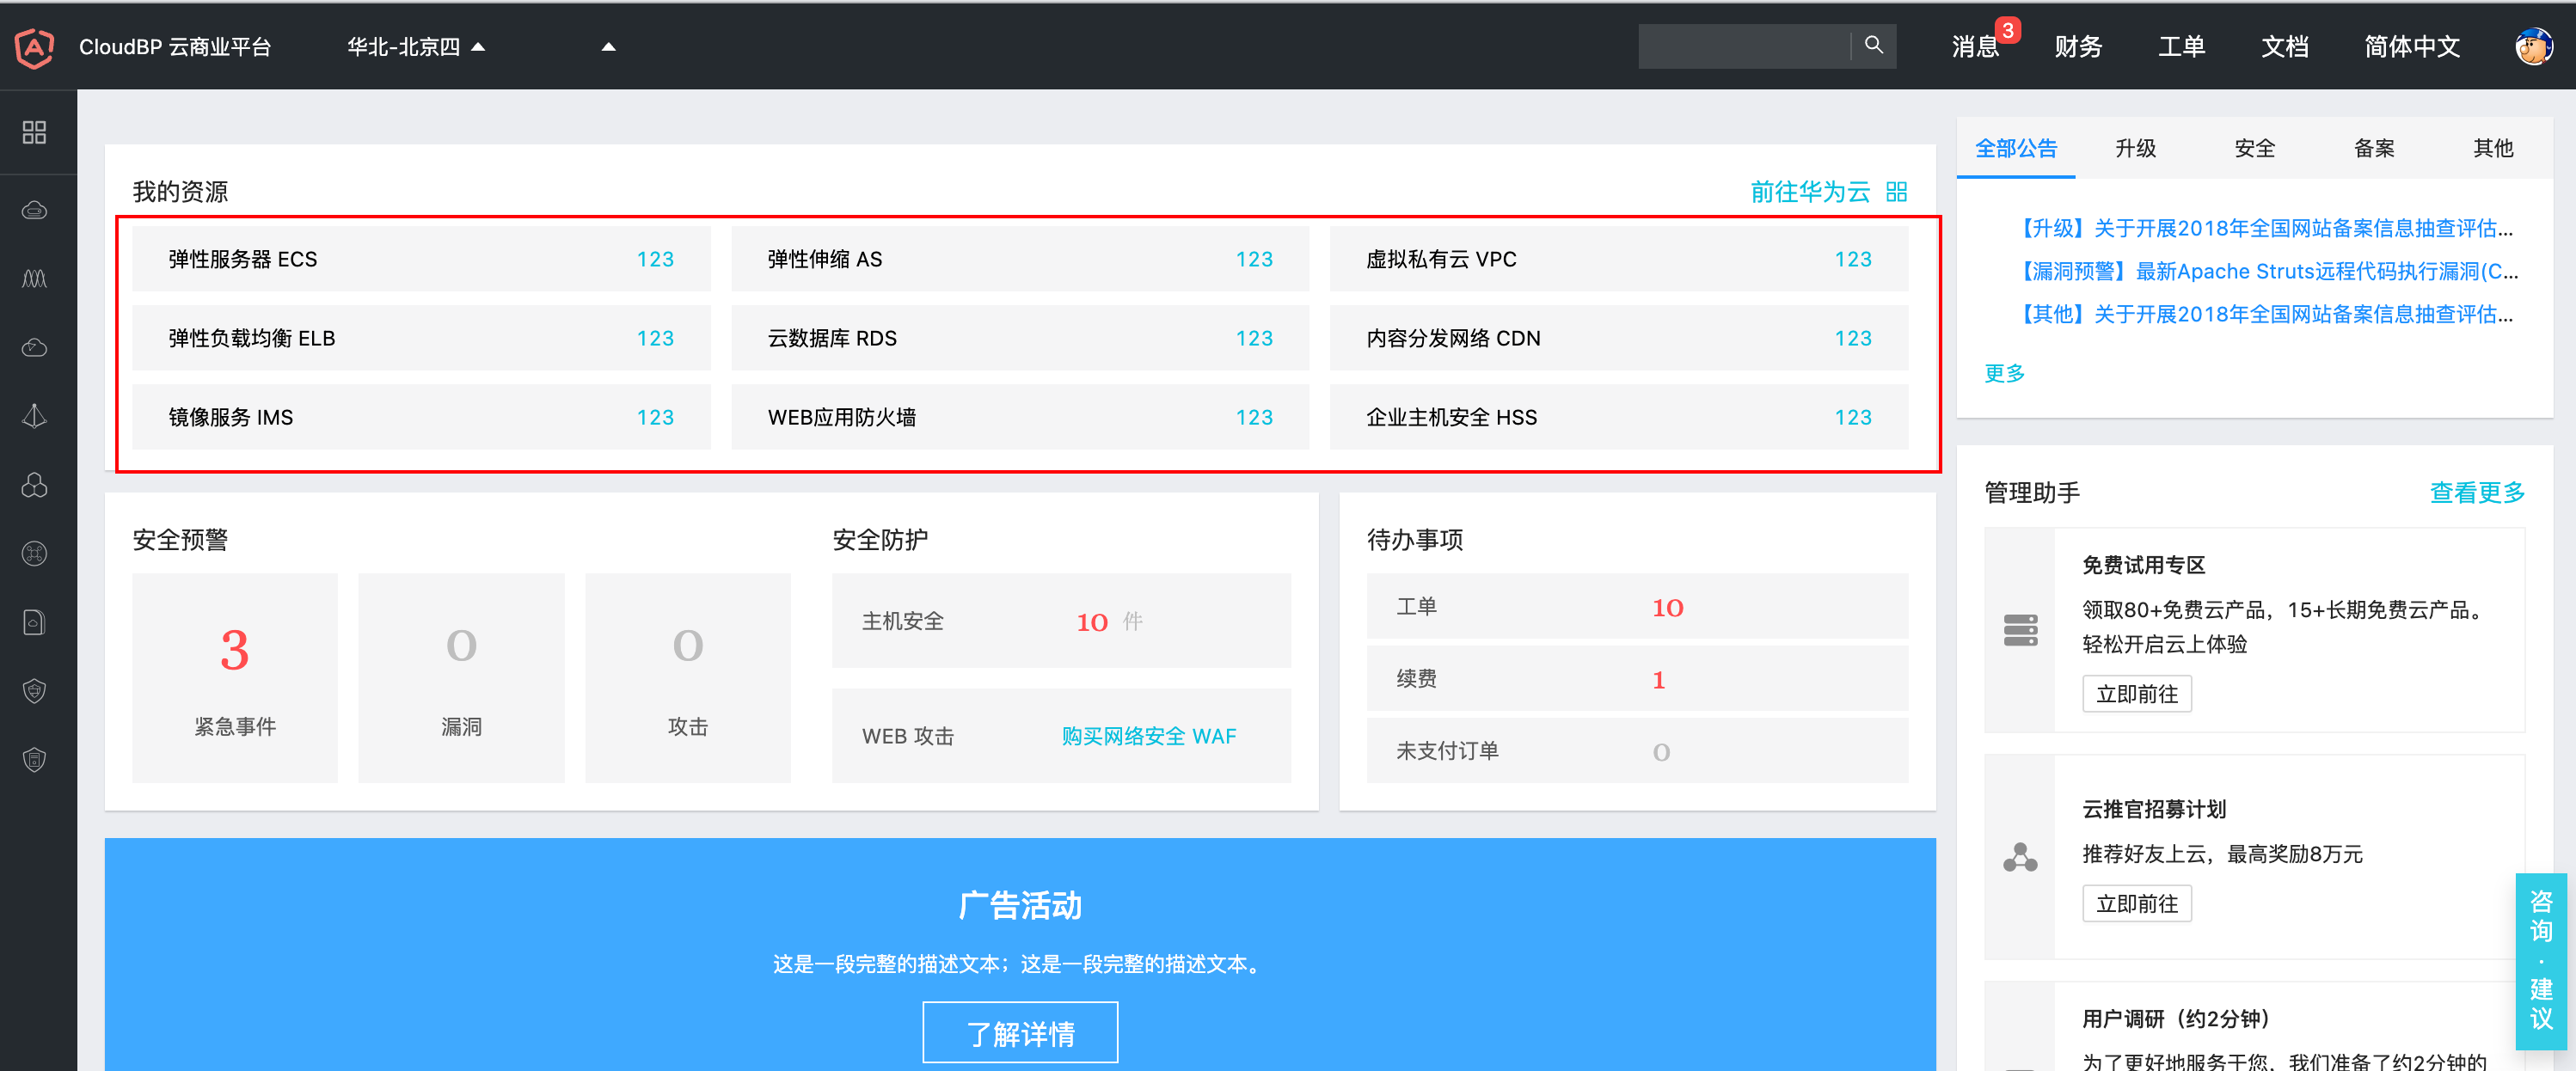 CloudBP 云商业平台
华北-北京四
消息
3
财务
工单
文档
简体中文
我的资源
前往华为云
弹性服务器 ECS 123
弹性伸缩 AS 123
虚拟私有云 VPC 123
弹性负载均衡 ELB 123
云数据库 RDS 123
内容分发网络 CDN 123
镜像服务 IMS 123
WEB应用防火墙 123
企业主机安全 HSS 123
安全预警
3
紧急事件
0
漏洞
0
攻击
安全防护
主机安全 10 件
WEB 攻击 购买网络安全 WAF
待办事项
工单 10
续费 1
未支付订单 0
广告活动
这是一段完整的描述文本；这是一段完整的描述文本。
了解详情
全部公告 升级 安全 备案 其他
【升级】关于开展2018年全国网站备案信息抽查评估...
【漏洞预警】最新Apache Struts远程代码执行漏洞(C...
【其他】关于开展2018年全国网站备案信息抽查评估...
更多
管理助手
查看更多
免费试用专区
领取80+免费云产品，15+长期免费云产品。
轻松开启云上体验
立即前往
云推官招募计划
推荐好友上云，最高奖励8万元
立即前往
用户调研（约2分钟）
为了更好地服务于您，我们准备了约2分钟的
咨询·建议